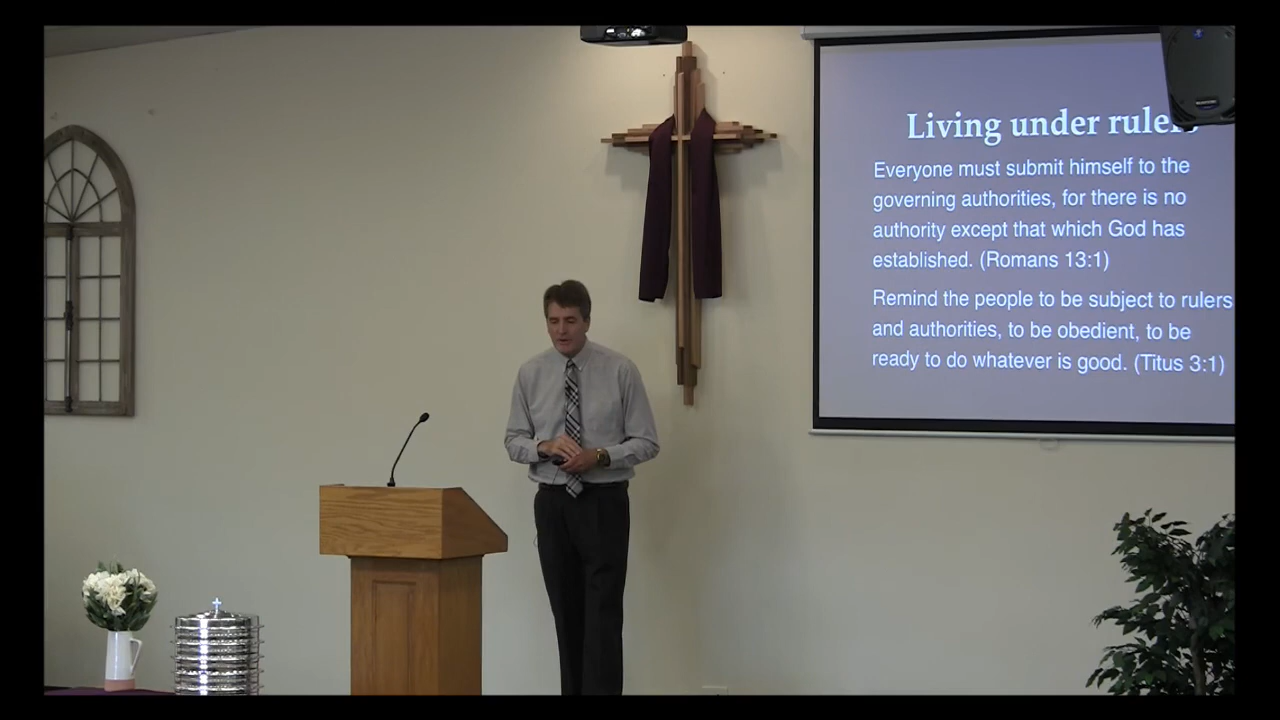 Living under rulers
Everyone must submit himself to the
governing authorities, for there is no
authority except that which God has
established. (Romans 13:1)
Remind the people to be subject to rulers
and authorities, to be obedient, to be
ready to do whatever is good. (Titus 3:1)